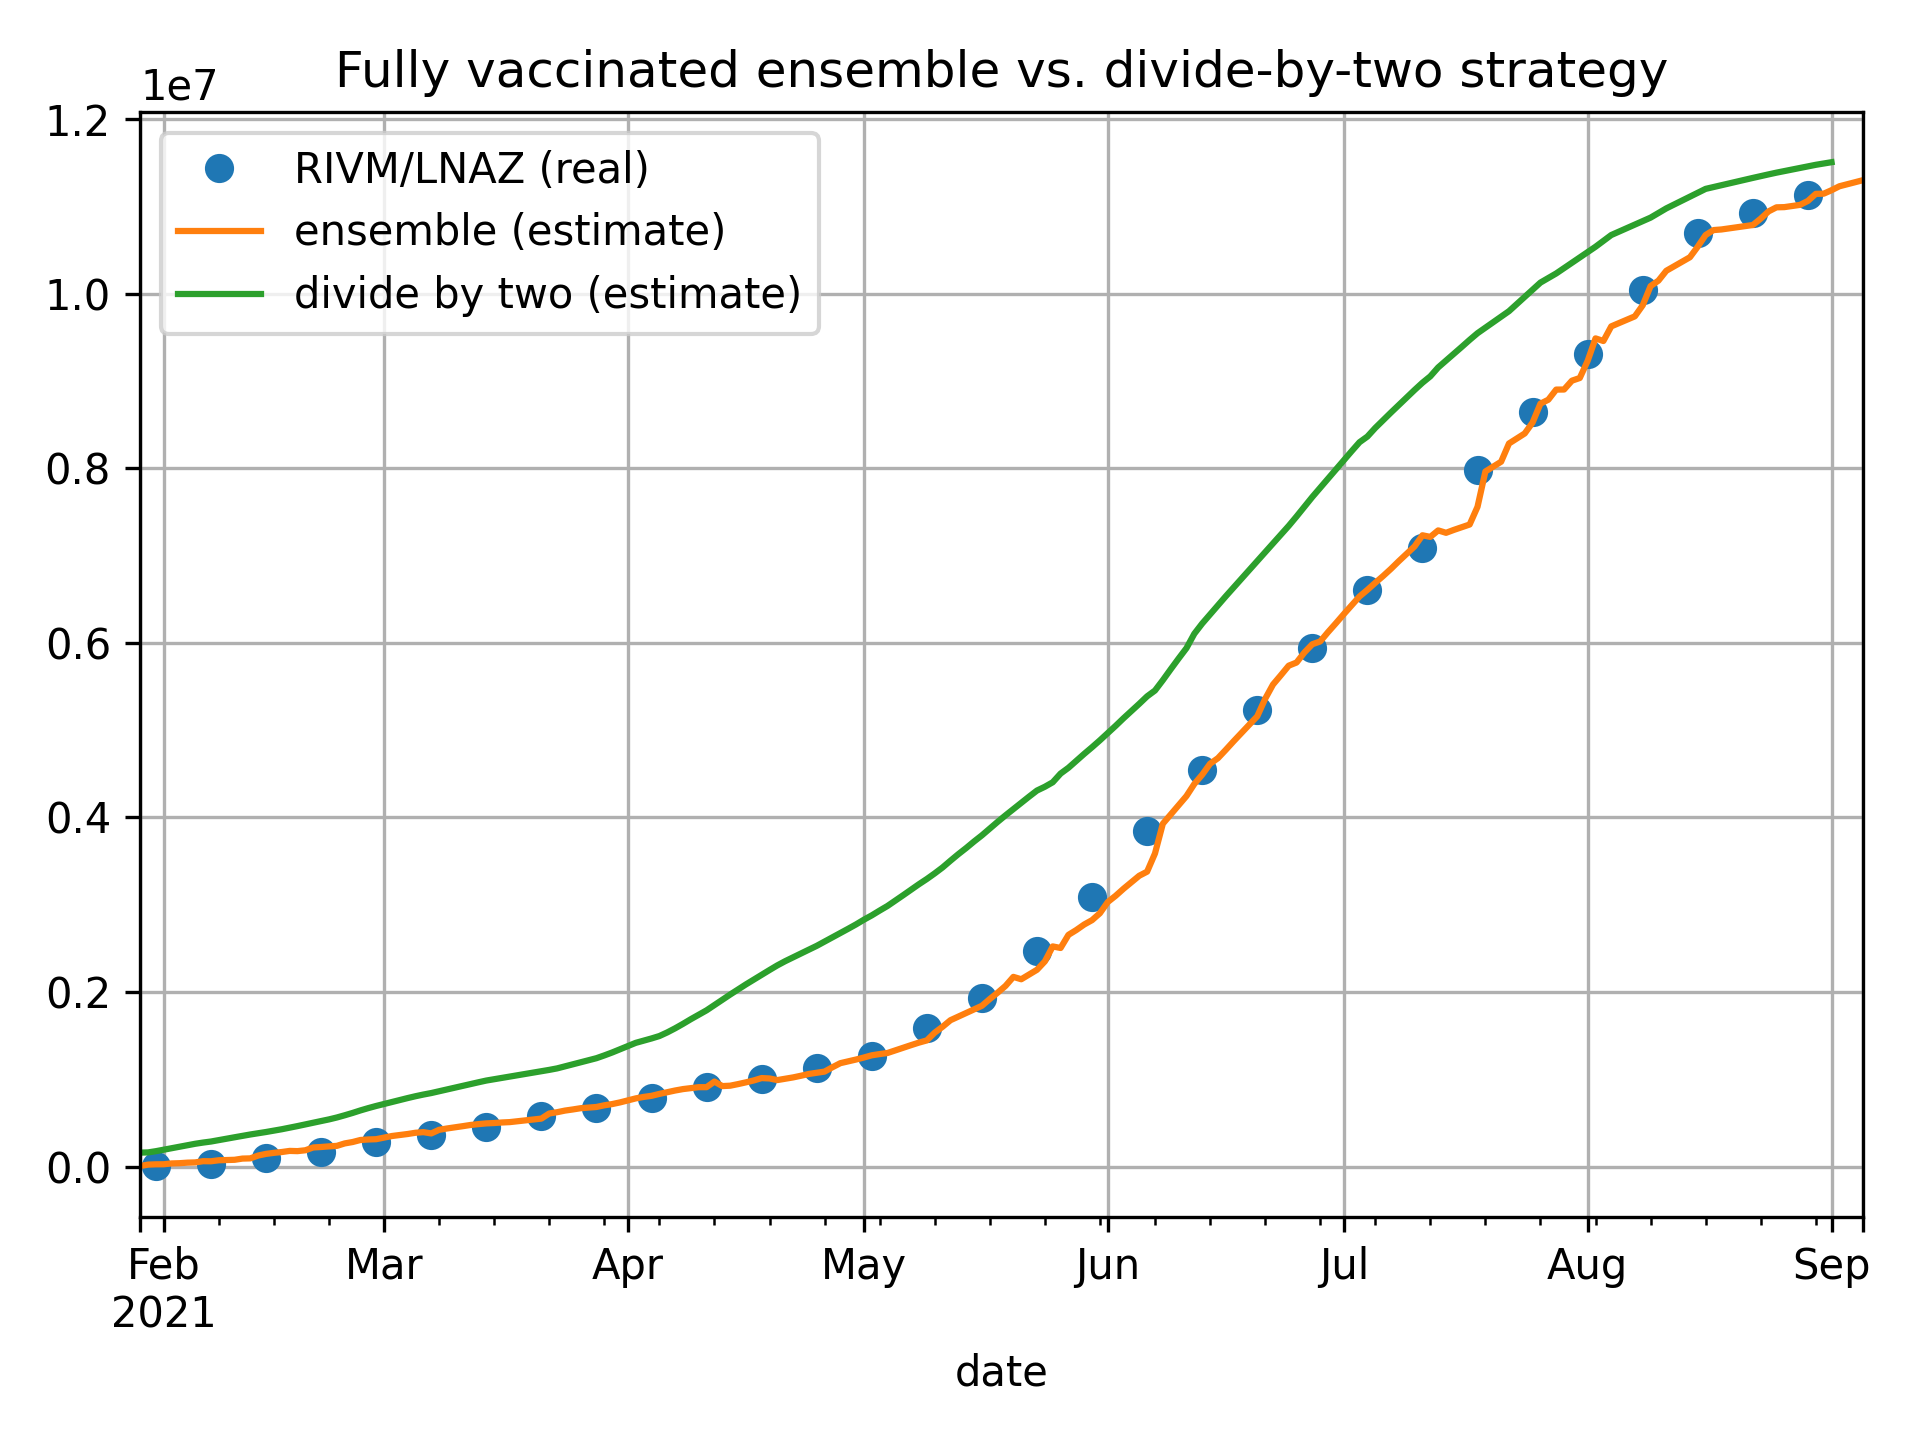 Fully vaccinated ensemble vs. divide-by-two strategy
1e7
1.2
1.0
0.8
0.6
0.4
0.2
0.0
RIVM/LNAZ (real)
ensemble (estimate)
divide by two (estimate)
Feb Mar Apr May Jun Jul Aug Sep
2021
date